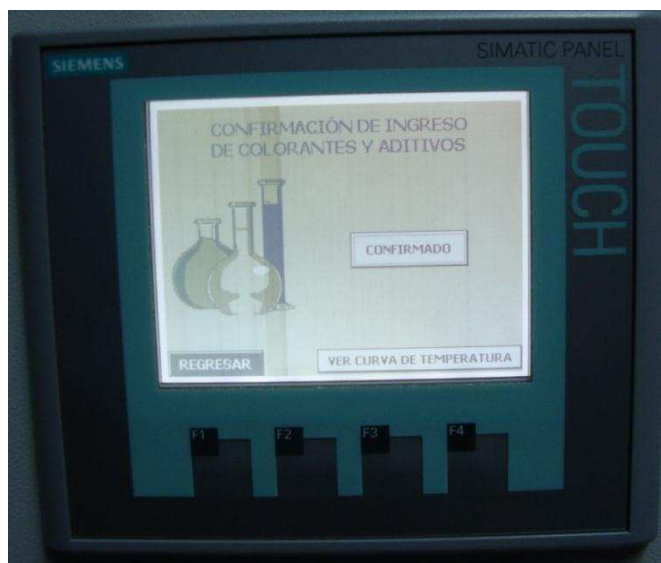 SIEMENS
SIMATIC PANEL
TOUCH
CONFIRMACIÓN DE INGRESO
DE COLORANTES Y ADITIVOS
CONFIRMADO
REGRESAR
VER CURVA DE TEMPERATURA
F1
F2
F3
F4